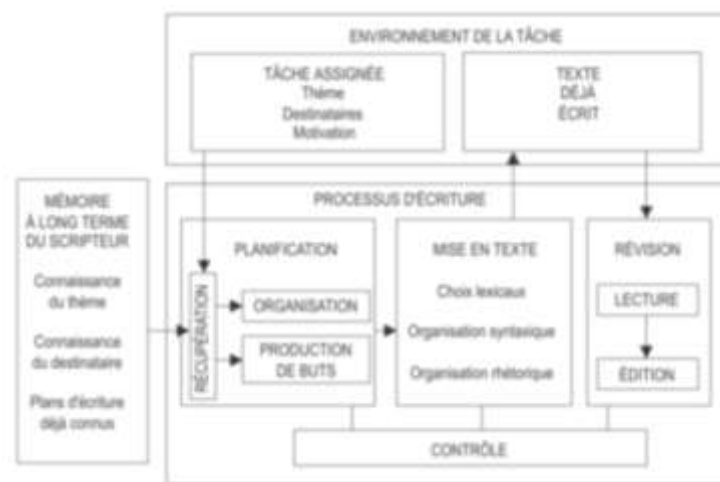 ENVIRONNEMENT DE LA TÂCHE
TÂCHE ASSIGNÉE
Thème
Destinataires
Motivation
TEXTE
DÉJÀ
ÉCRIT
MÉMOIRE
À LONG TERME
DU SCRIPTEUR
Connaissance
du thème
Connaissance
du destinataire
Plans d'écriture
déjà connus
PROCESSUS D'ÉCRITURE
PLANIFICATION
RÉCUPÉRATION
ORGANISATION
PRODUCTION
DE BUTS
MISE EN TEXTE
Choix lexicaux
Organisation syntaxique
Organisation rhétorique
RÉVISION
LECTURE
ÉDITION
CONTRÔLE